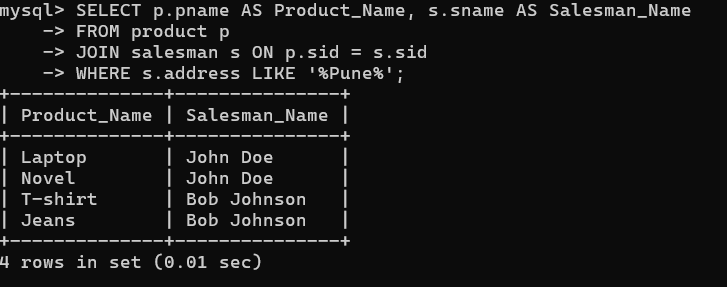 mysql> SELECT p.pname AS Product_Name, s.sname AS Salesman_Name
    -> FROM product p
    -> JOIN salesman s ON p.sid = s.sid
    -> WHERE s.address LIKE '%Pune%';
+--------------+---------------+
| Product_Name | Salesman_Name |
+--------------+---------------+
| Laptop       | John Doe      |
| Novel        | John Doe      |
| T-shirt      | Bob Johnson   |
| Jeans        | Bob Johnson   |
+--------------+---------------+
4 rows in set (0.01 sec)